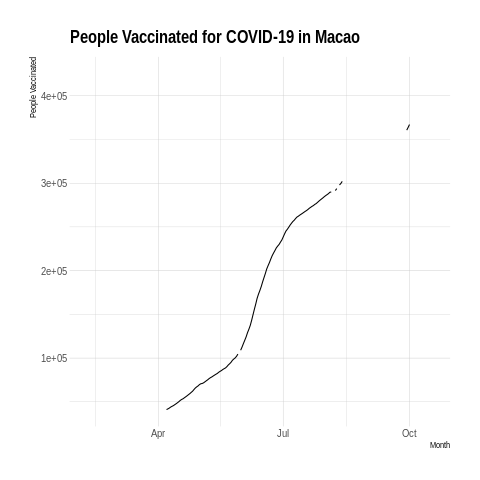 People Vaccinated for COVID-19 in Macao
People Vaccinated
4e+05
3e+05
2e+05
1e+05
Apr Jul Oct
Month